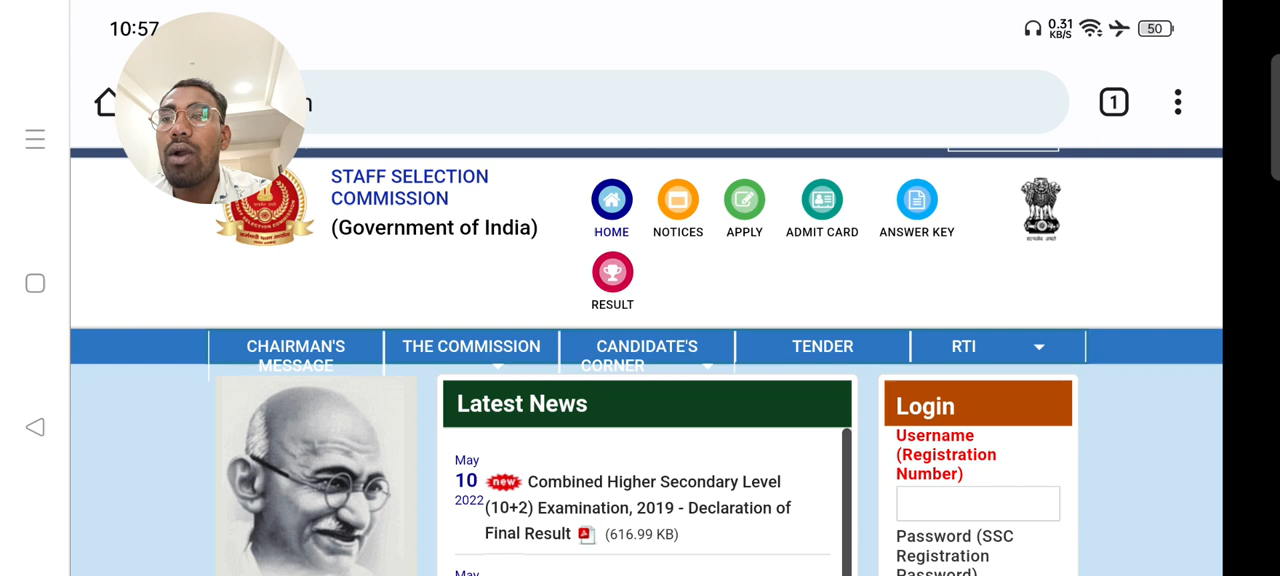 10:57
0.31
KB/S
50
1
STAFF SELECTION
COMMISSION
(Government of India)
HOME
NOTICES
APPLY
ADMIT CARD
ANSWER KEY
RESULT
CHAIRMAN'S
MESSAGE
THE COMMISSION
CANDIDATE'S
CORNER
TENDER
RTI
Latest News
May
10
2022
new Combined Higher Secondary Level
(10+2) Examination, 2019 - Declaration of
Final Result (616.99 KB)
May
Login
Username
(Registration
Number)
Password (SSC
Registration
Password)